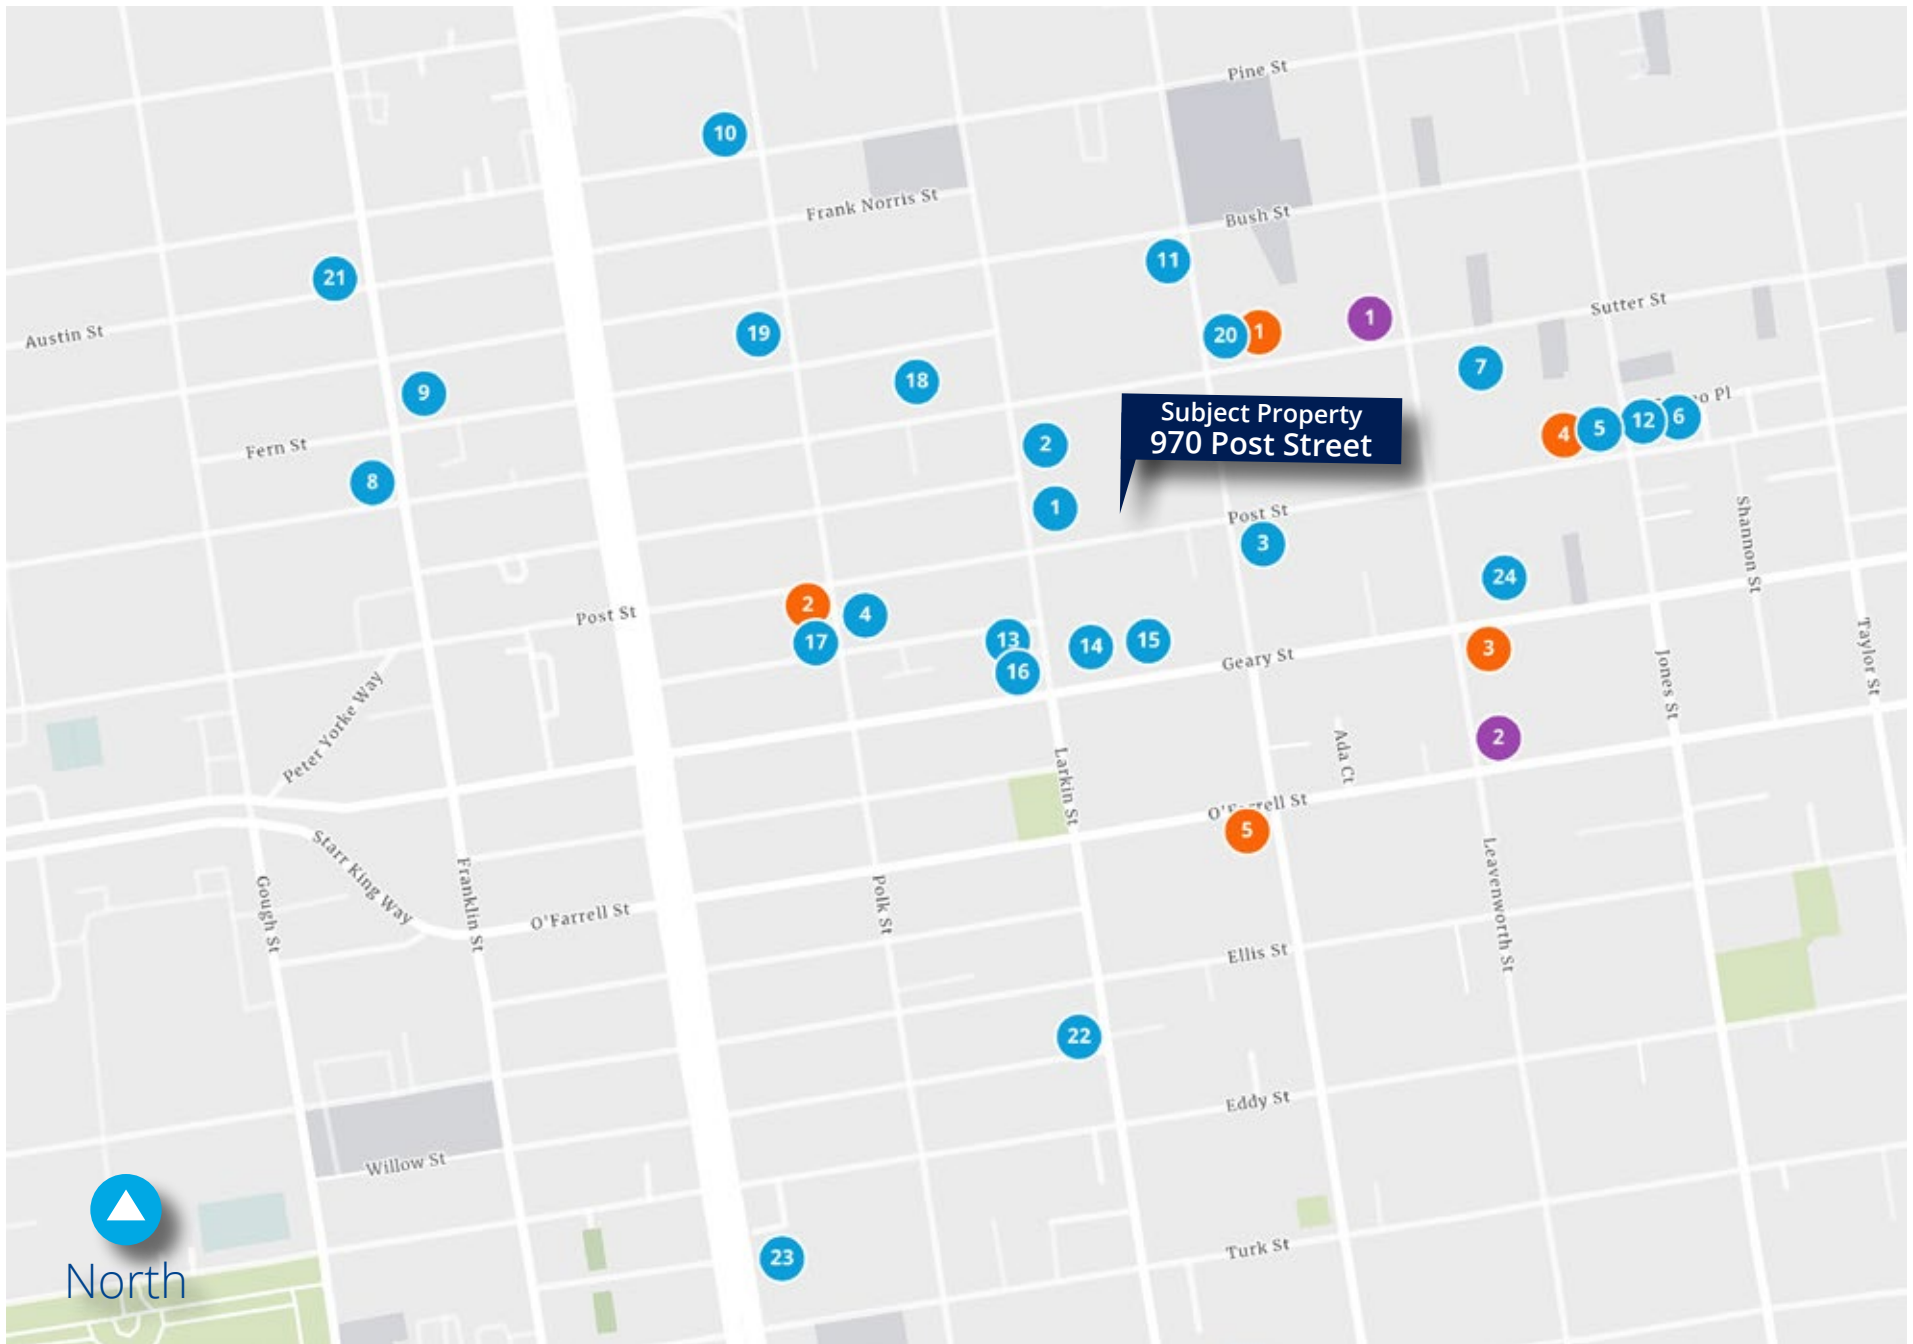 Pine St
10
Frank Norris St
Bush St
11
21
Sutter St
Austin St
19
20
1
1
7
18
9
Subject Property
970 Post Street
4
5
12
6
Pl
Fern St
2
8
1
Post St
3
Shannon St
24
2
4
Post St
17
13
14
15
16
Geary St
3
Jones St
Taylor St
Peter Yorke Way
2
Ada Ct
Larkin St
O'Farrell St
5
Starr King Way
Gough St
Franklin St
O'Farrell St
Polk St
Leavenworth St
Ellis St
22
Eddy St
Willow St
North
23
Turk St